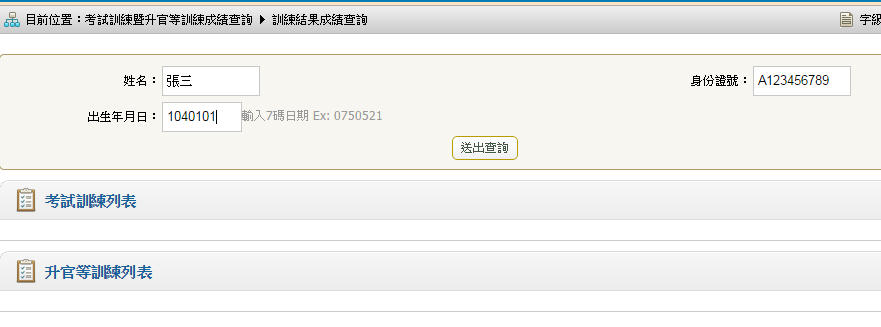 目前位置：考試訓練暨升官等訓練成績查詢 ▶ 訓練結果成績查詢 字級
姓名： 張三 身份證號： A123456789
出生年月日： 1040101 輸入7碼日期 Ex: 0750521
送出查詢
考試訓練列表
升官等訓練列表